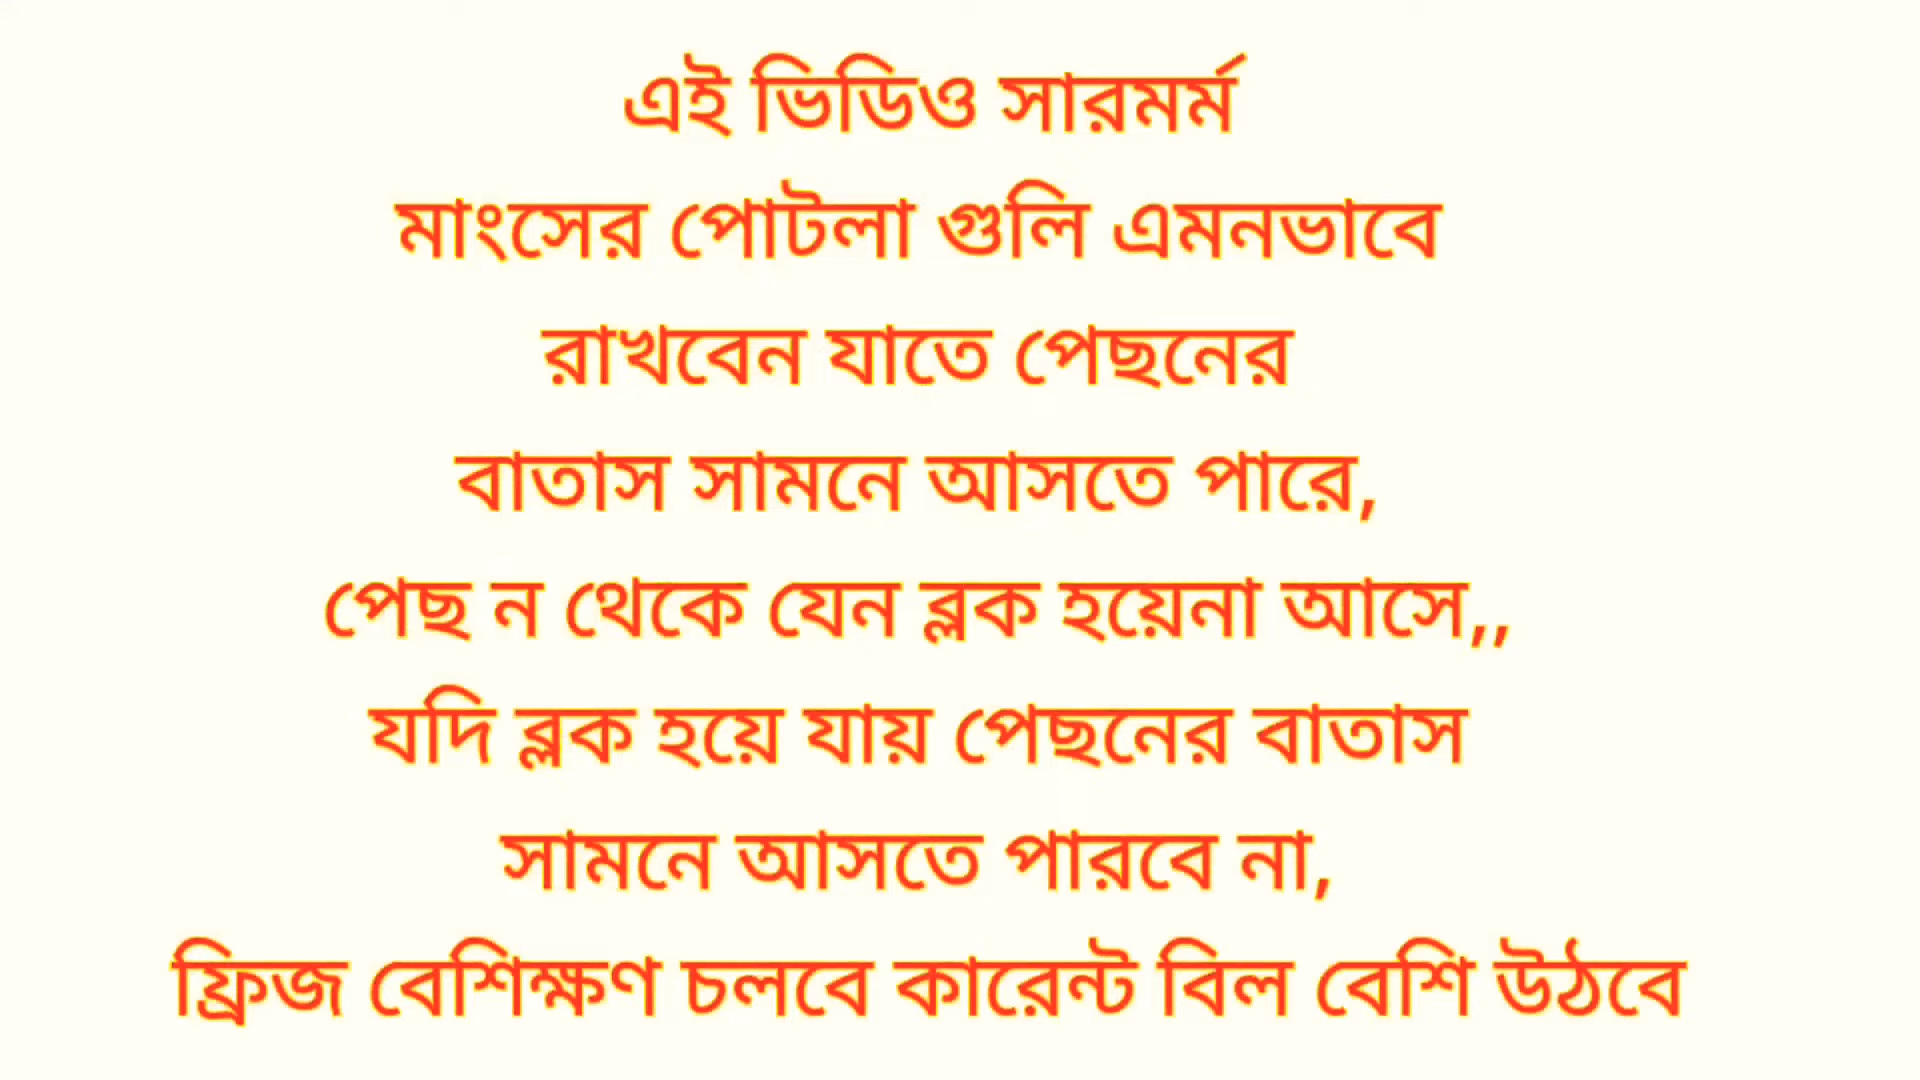 এই ভিডিও সারমর্ম
মাংসের পোটলা গুলি এমনভাবে
রাখবেন যাতে পেছনের
বাতাস সামনে আসতে পারে,
পেছ ন থেকে যেন ব্লক হয়েনা আসে,,
যদি ব্লক হয়ে যায় পেছনের বাতাস
সামনে আসতে পারবে না,
ফ্রিজ বেশিক্ষণ চলবে কারেন্ট বিল বেশি উঠবে